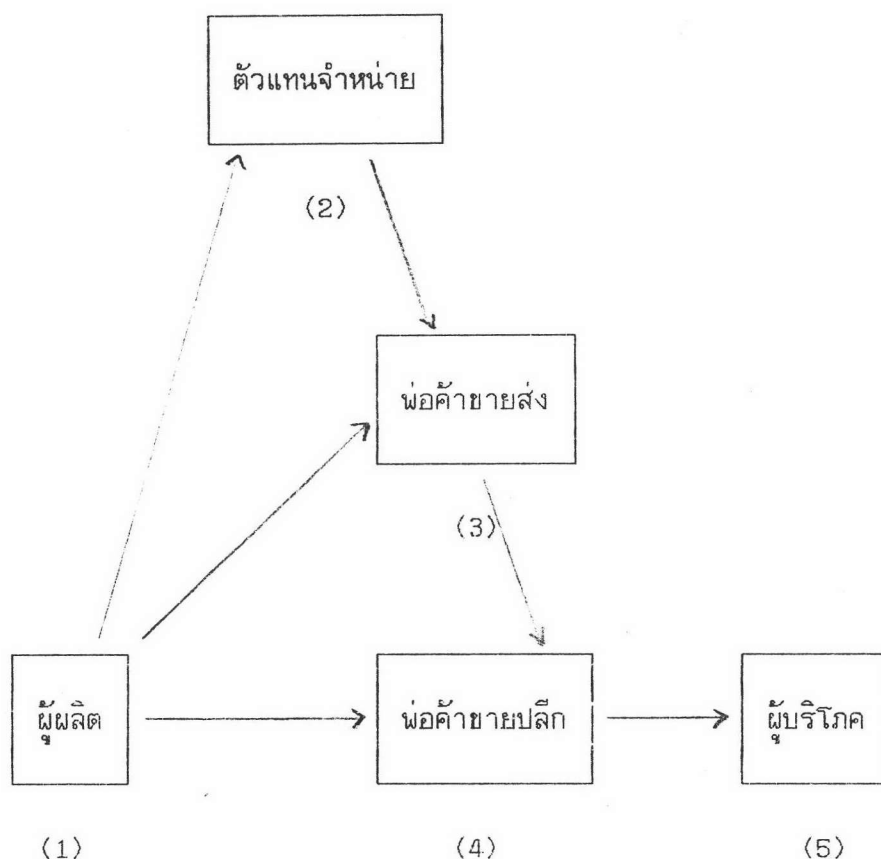 ตัวแทนจำหน่าย
(2)
พ่อค้าขายส่ง
(3)
ผู้ผลิต
พ่อค้าขายปลีก
ผู้บริโภค
(1)
(4)
(5)